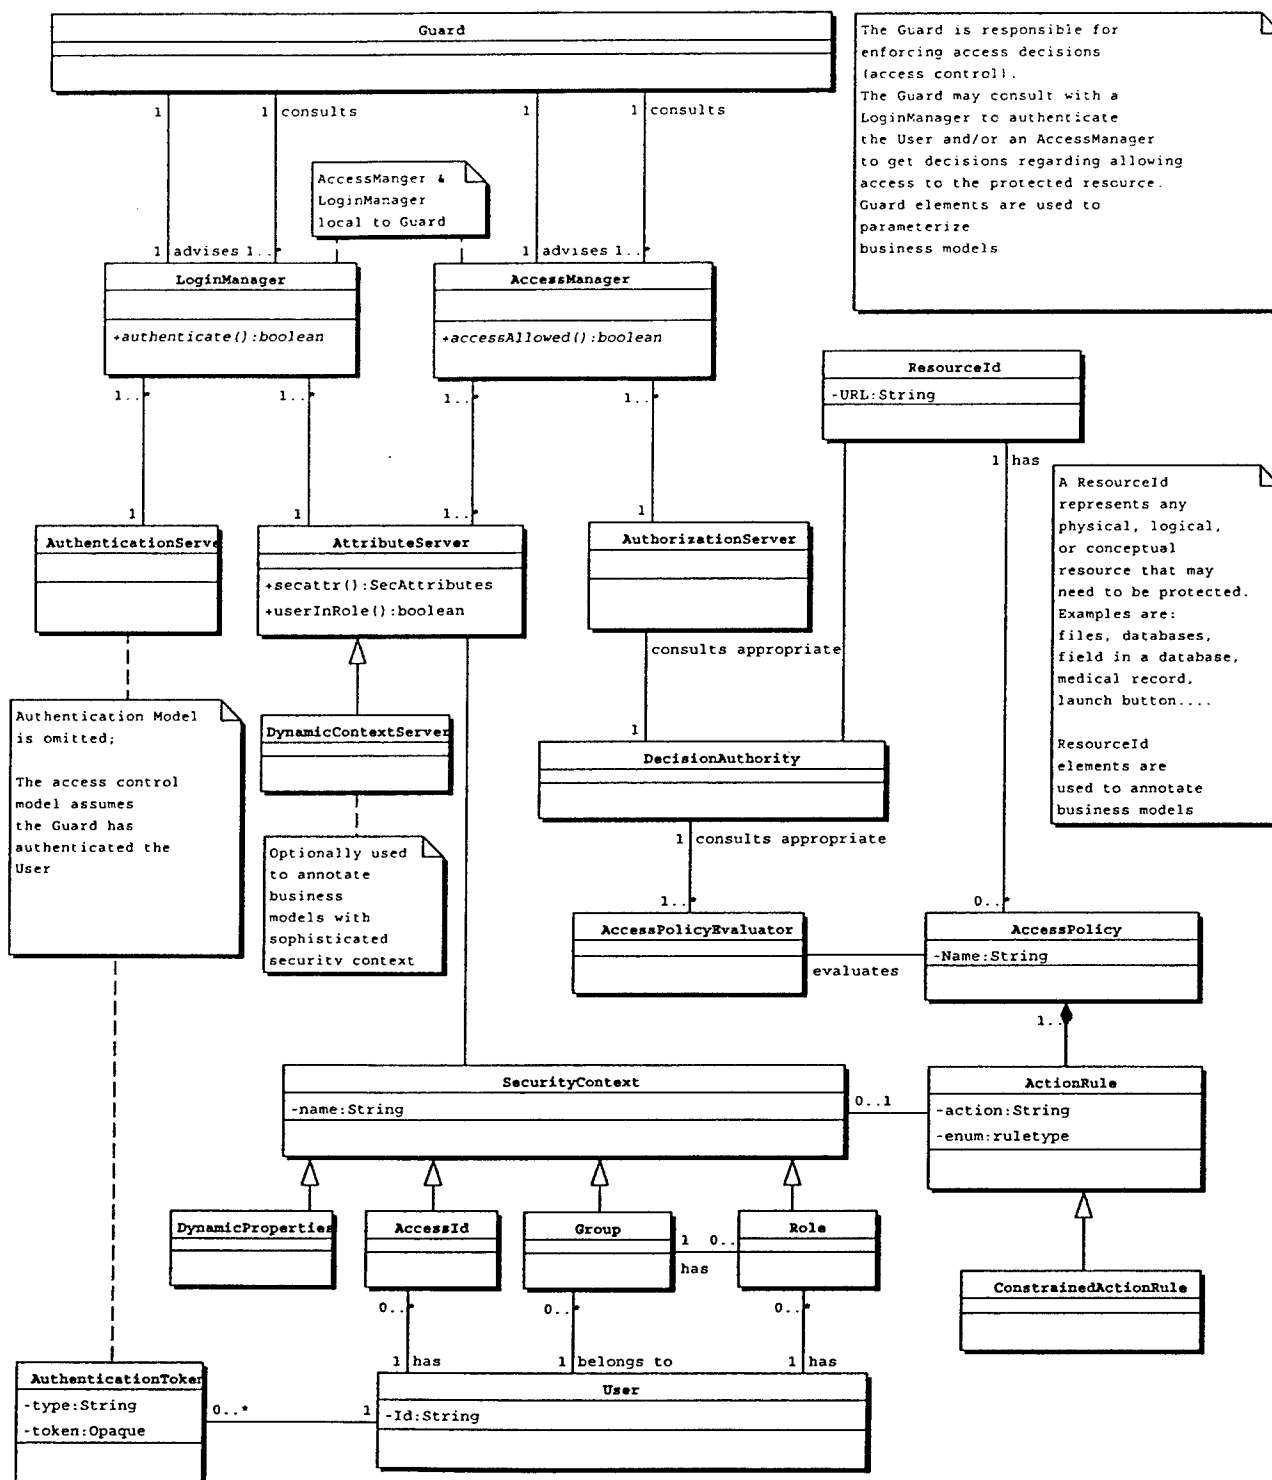 Guard
The Guard is responsible for
enforcing access decisions
(access control).
The Guard may consult with a
LoginManager to authenticate
the User and/or an AccessManager
to get decisions regarding allowing
access to the protected resource.
Guard elements are used to
parameterize
business models
1 1 consults 1 1 consults
AccessManger &
LoginManager
local to Guard
1 advises 1..* 1 advises 1..*
LoginManager
+authenticate():boolean
AccessManager
+accessAllowed():boolean
ResourceId
-URL:String
1..* 1..* 1..* 1..*
1 has
A ResourceId
represents any
physical, logical,
or conceptual
resource that may
need to be protected.
Examples are:
files, databases,
field in a database,
medical record,
launch button....
ResourceId
elements are
used to annotate
business models
1 1 1..* 1
AuthenticationServe
AttributeServer
+secattr():SecAttributes
+userInRole():boolean
AuthorizationServer
consults appropriate
1
Authentication Model
is omitted;
The access control
model assumes
the Guard has
authenticated the
User
DynamicContextServer
DecisionAuthority
1 consults appropriate
Optionally used
to annotate
business
models with
sophisticated
security context
1..* 0..*
AccessPolicyEvaluator
evaluates
AccessPolicy
-Name:String
1..
SecurityContext
-name:String
0..1
ActionRule
-action:String
-enum:ruletype
DynamicProperties
AccessId
Group
1 0..
has
Role
ConstrainedActionRule
0..* 0..* 0..*
1 has 1 belongs to 1 has
AuthenticationToken
-type:String
-token:Opaque
0..* 1
User
-Id:String